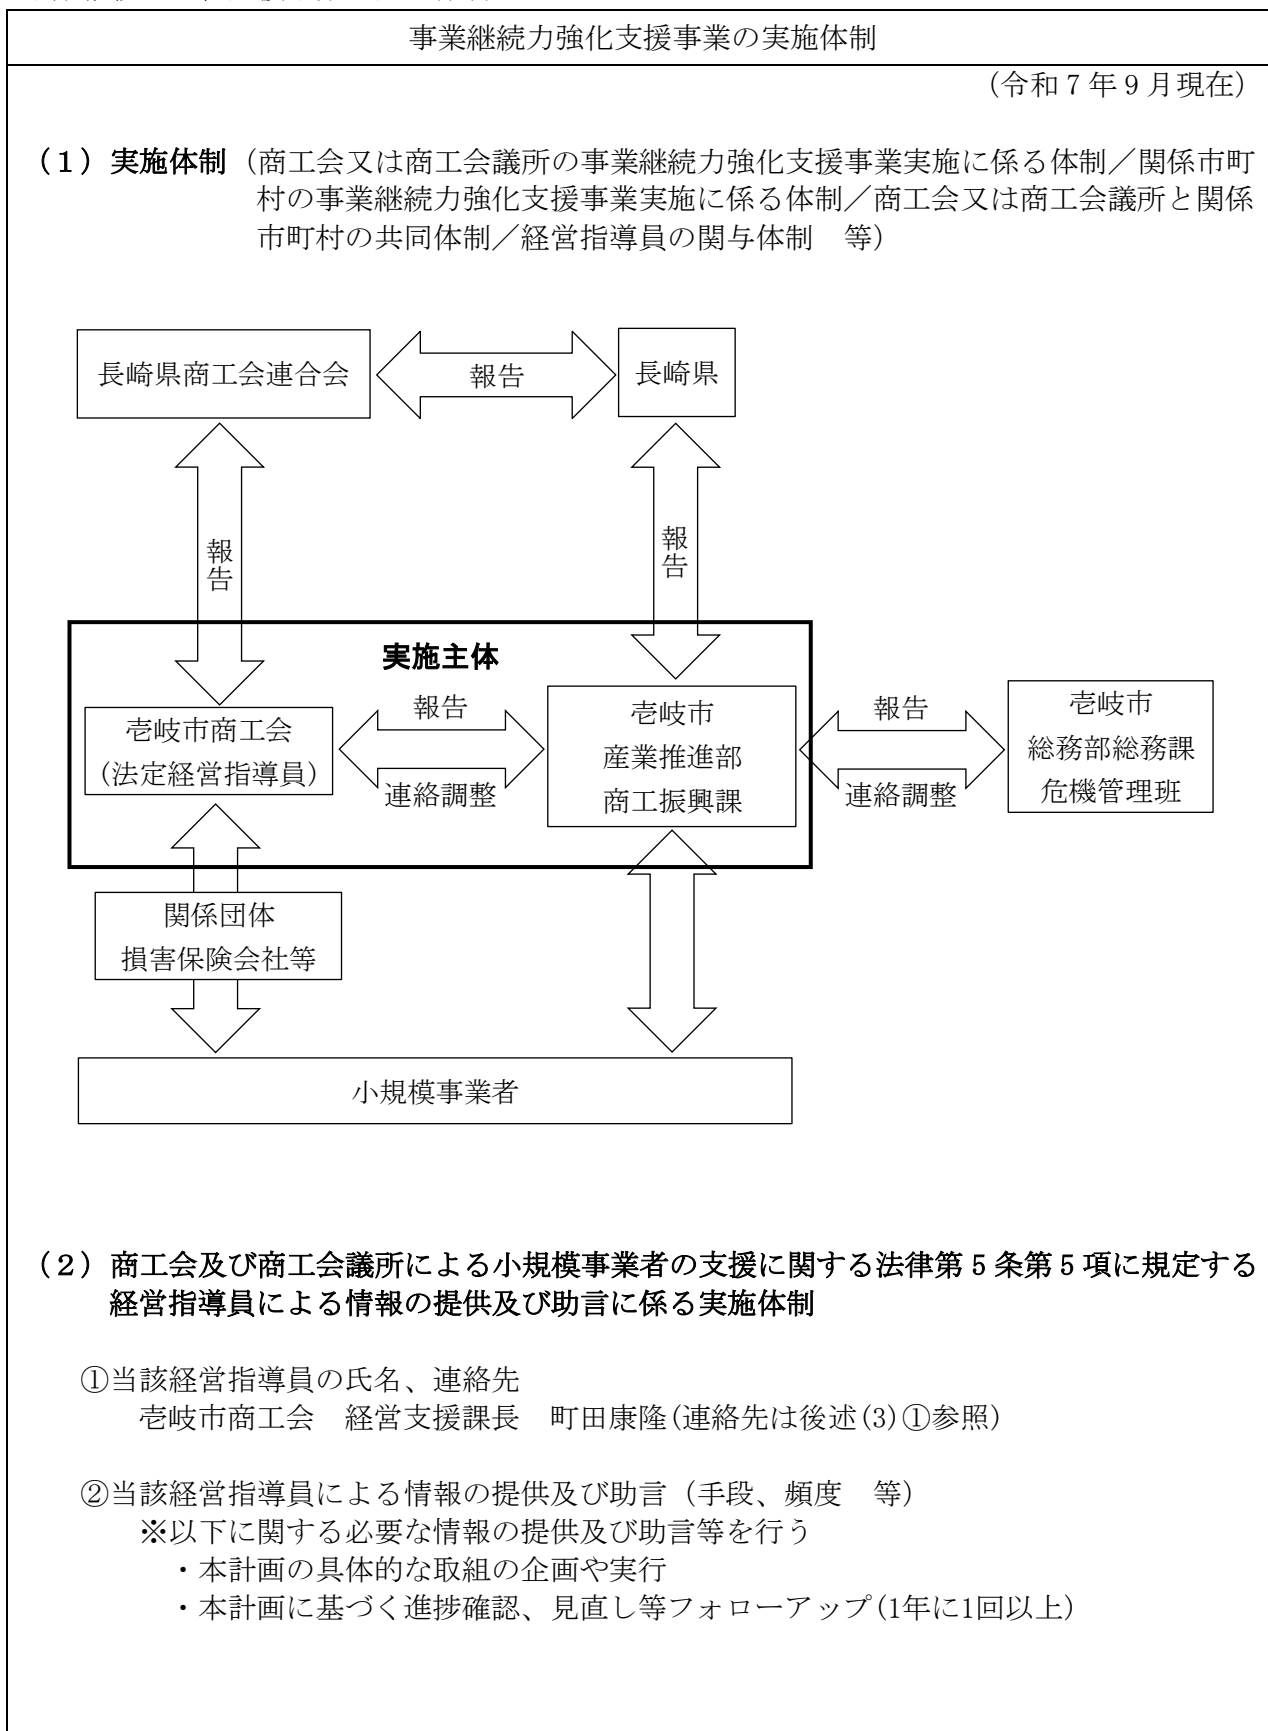 事業継続力強化支援事業の実施体制
（令和７年９月現在）
（１）実施体制（商工会又は商工会議所の事業継続力強化支援事業実施に係る体制／関係市町
村の事業継続力強化支援事業実施に係る体制／商工会又は商工会議所と関係
市町村の共同体制／経営指導員の関与体制　等）
長崎県商工会連合会
報告
長崎県
報告
報告
実施主体
壱岐市商工会
(法定経営指導員)
報告
連絡調整
壱岐市
産業推進部
商工振興課
報告
連絡調整
壱岐市
総務部総務課
危機管理班
関係団体
損害保険会社等
小規模事業者
（２）商工会及び商工会議所による小規模事業者の支援に関する法律第５条第５項に規定する
経営指導員による情報の提供及び助言に係る実施体制
①当該経営指導員の氏名、連絡先
壱岐市商工会　経営支援課長　町田康隆(連絡先は後述(3)①参照)
②当該経営指導員による情報の提供及び助言（手段、頻度　等）
※以下に関する必要な情報の提供及び助言等を行う
・本計画の具体的な取組の企画や実行
・本計画に基づく進捗確認、見直し等フォローアップ(1年に1回以上)